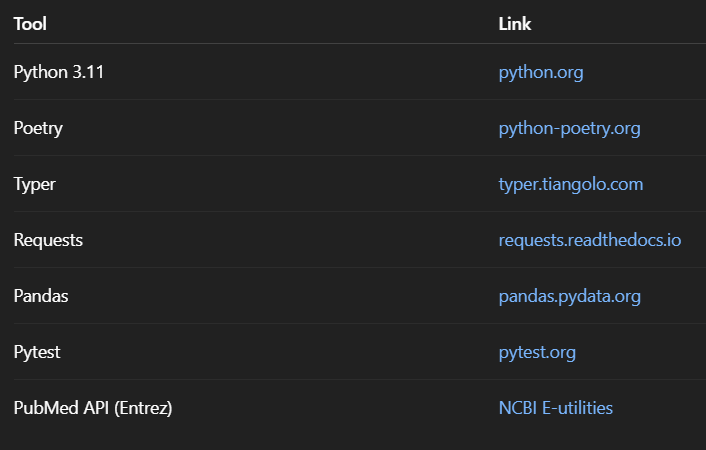 Tool Link
Python 3.11 python.org
Poetry python-poetry.org
Typer typer.tiangolo.com
Requests requests.readthedocs.io
Pandas pandas.pydata.org
Pytest pytest.org
PubMed API (Entrez) NCBI E-utilities